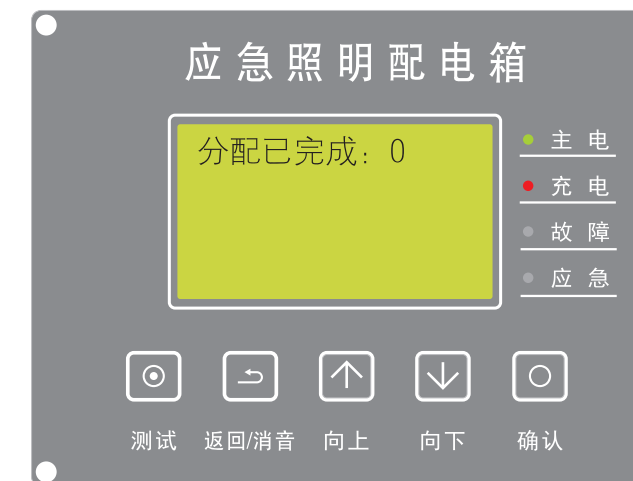 应急照明配电箱
分配已完成：0
主电
充电
故障
应急
测试 返回/消音 向上 向下 确认